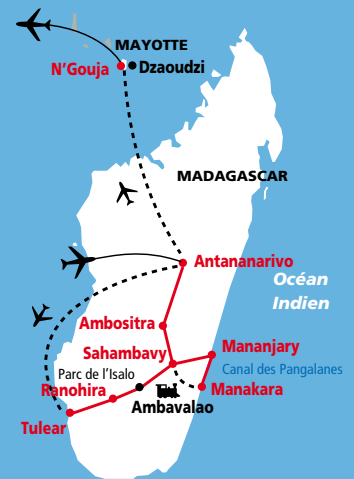 MAYOTTE
N'Gouja
Dzaoudzi
MADAGASCAR
Antananarivo
Océan
Indien
Ambositra
Sahambavy
Mananjary
Parc de l'Isalo
Canal des Pangalanes
Ranohira
Manakara
Ambavalao
Tulear